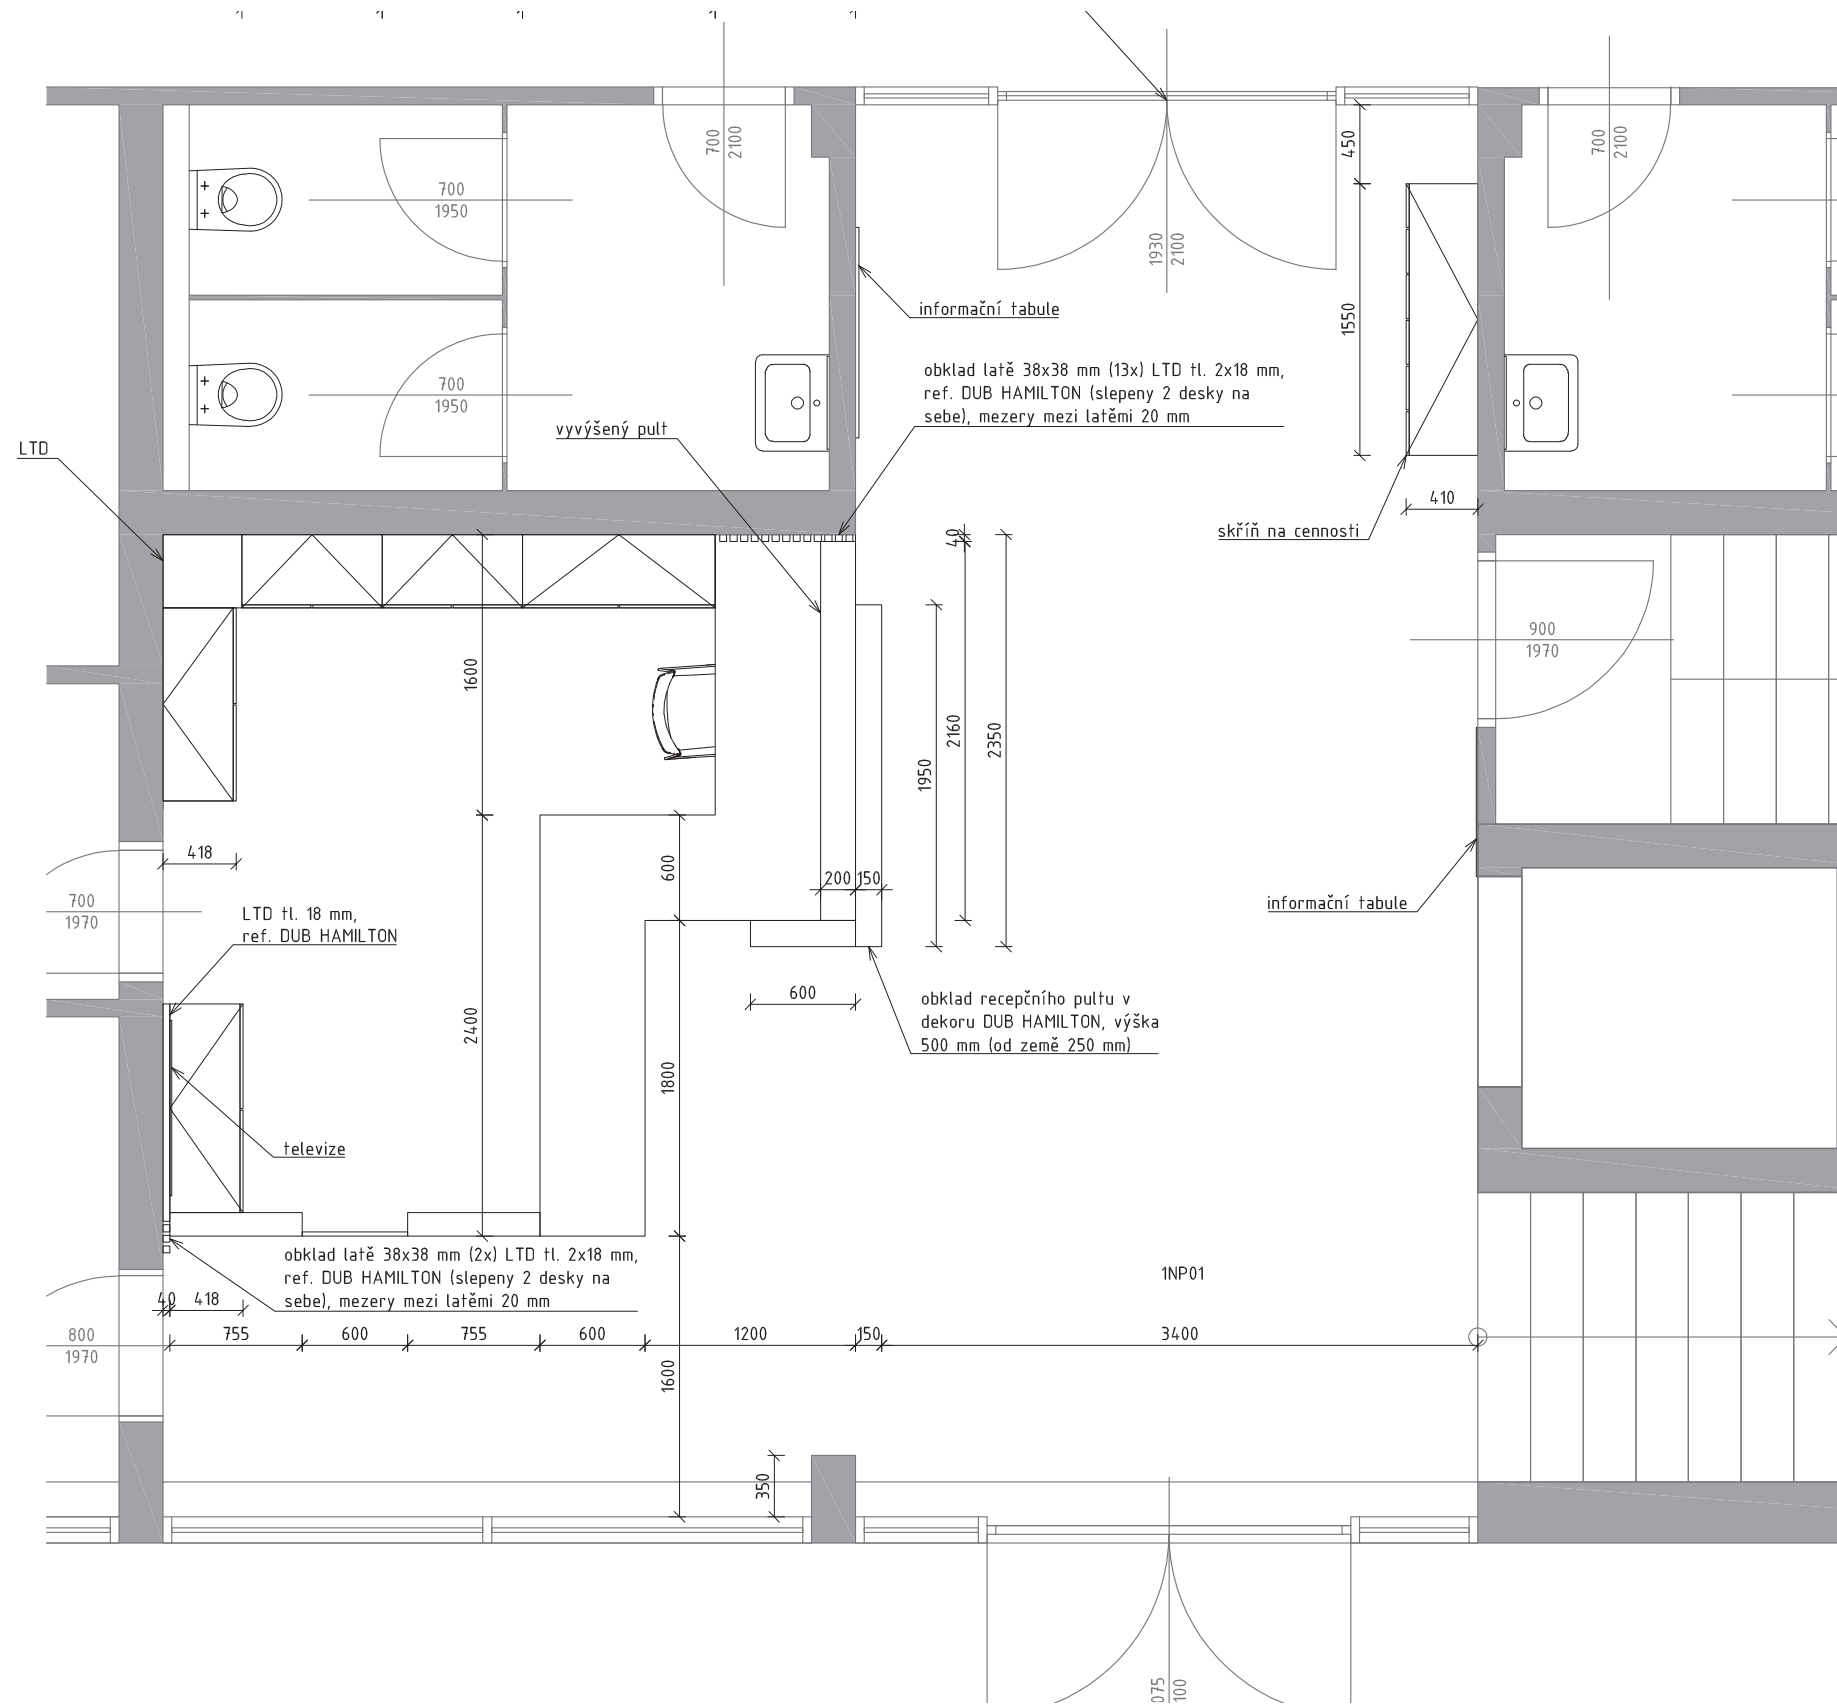 700
2100
450
700
2100
700
1950
1930
2100
informační tabule
1550
obklad latě 38x38 mm (13x) LTD tl. 2x18 mm,
ref. DUB HAMILTON (slepeny 2 desky na
sebe), mezery mezi latěmi 20 mm
700
1950
vyvýšený pult
LTD
410
skříň na cennosti
40
900
1970
1600
2160
2350
1950
418
600
200
150
700
1970
LTD tl. 18 mm,
ref. DUB HAMILTON
informační tabule
600
obklad recepčního pultu v
dekoru DUB HAMILTON, výška
500 mm (od země 250 mm)
2400
1800
televize
obklad latě 38x38 mm (2x) LTD tl. 2x18 mm,
ref. DUB HAMILTON (slepeny 2 desky na
sebe), mezery mezi latěmi 20 mm
1NP01
40
418
800
1970
755
600
755
600
1200
150
3400
1600
350